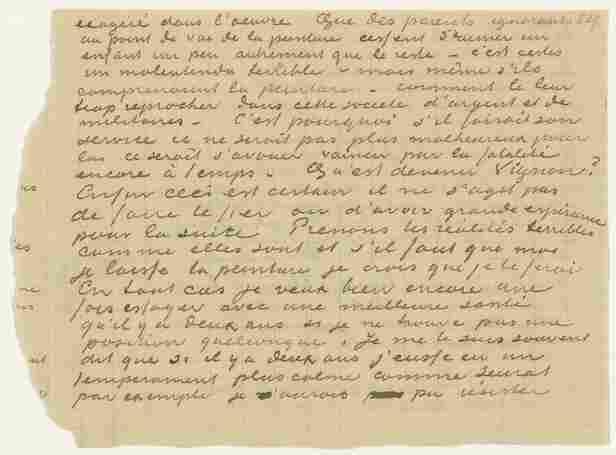 exageré dans l'oeuvre Que des parents ignorants 589
au point de vue de la peinture cessent d'aimer un
enfant un peu autrement que le reste – c'est certes
un malentendu terrible – mais même s'ils
comprenaient la peinture – comment le leur
trop reprocher dans cette société d'argent et de
militaires – C'est pourquoi s'il faisait son
service ce ne serait pas plus malheureux pour
lui ce serait s'avouer vaincu par la fatalité
encore à temps. Qu'est devenu Vignon?
Enfin ceci est certain il ne s'agit pas
de faire le fier ou d'avoir grande espérance
pour la suite Prenons les réalités terribles
comme elles sont et s'il faut que moi
je laisse la peinture je crois que je le ferai
En tout cas je veux bien encore une
fois essayer avec une meilleure santé
qu'il y a deux ans si je ne trouve pas une
position quelconque. Je me le suis souvent
dit que si il y a deux ans j'eusse eu un
temperament plus calme comme Seurat
par exemple je j'aurais pu résister